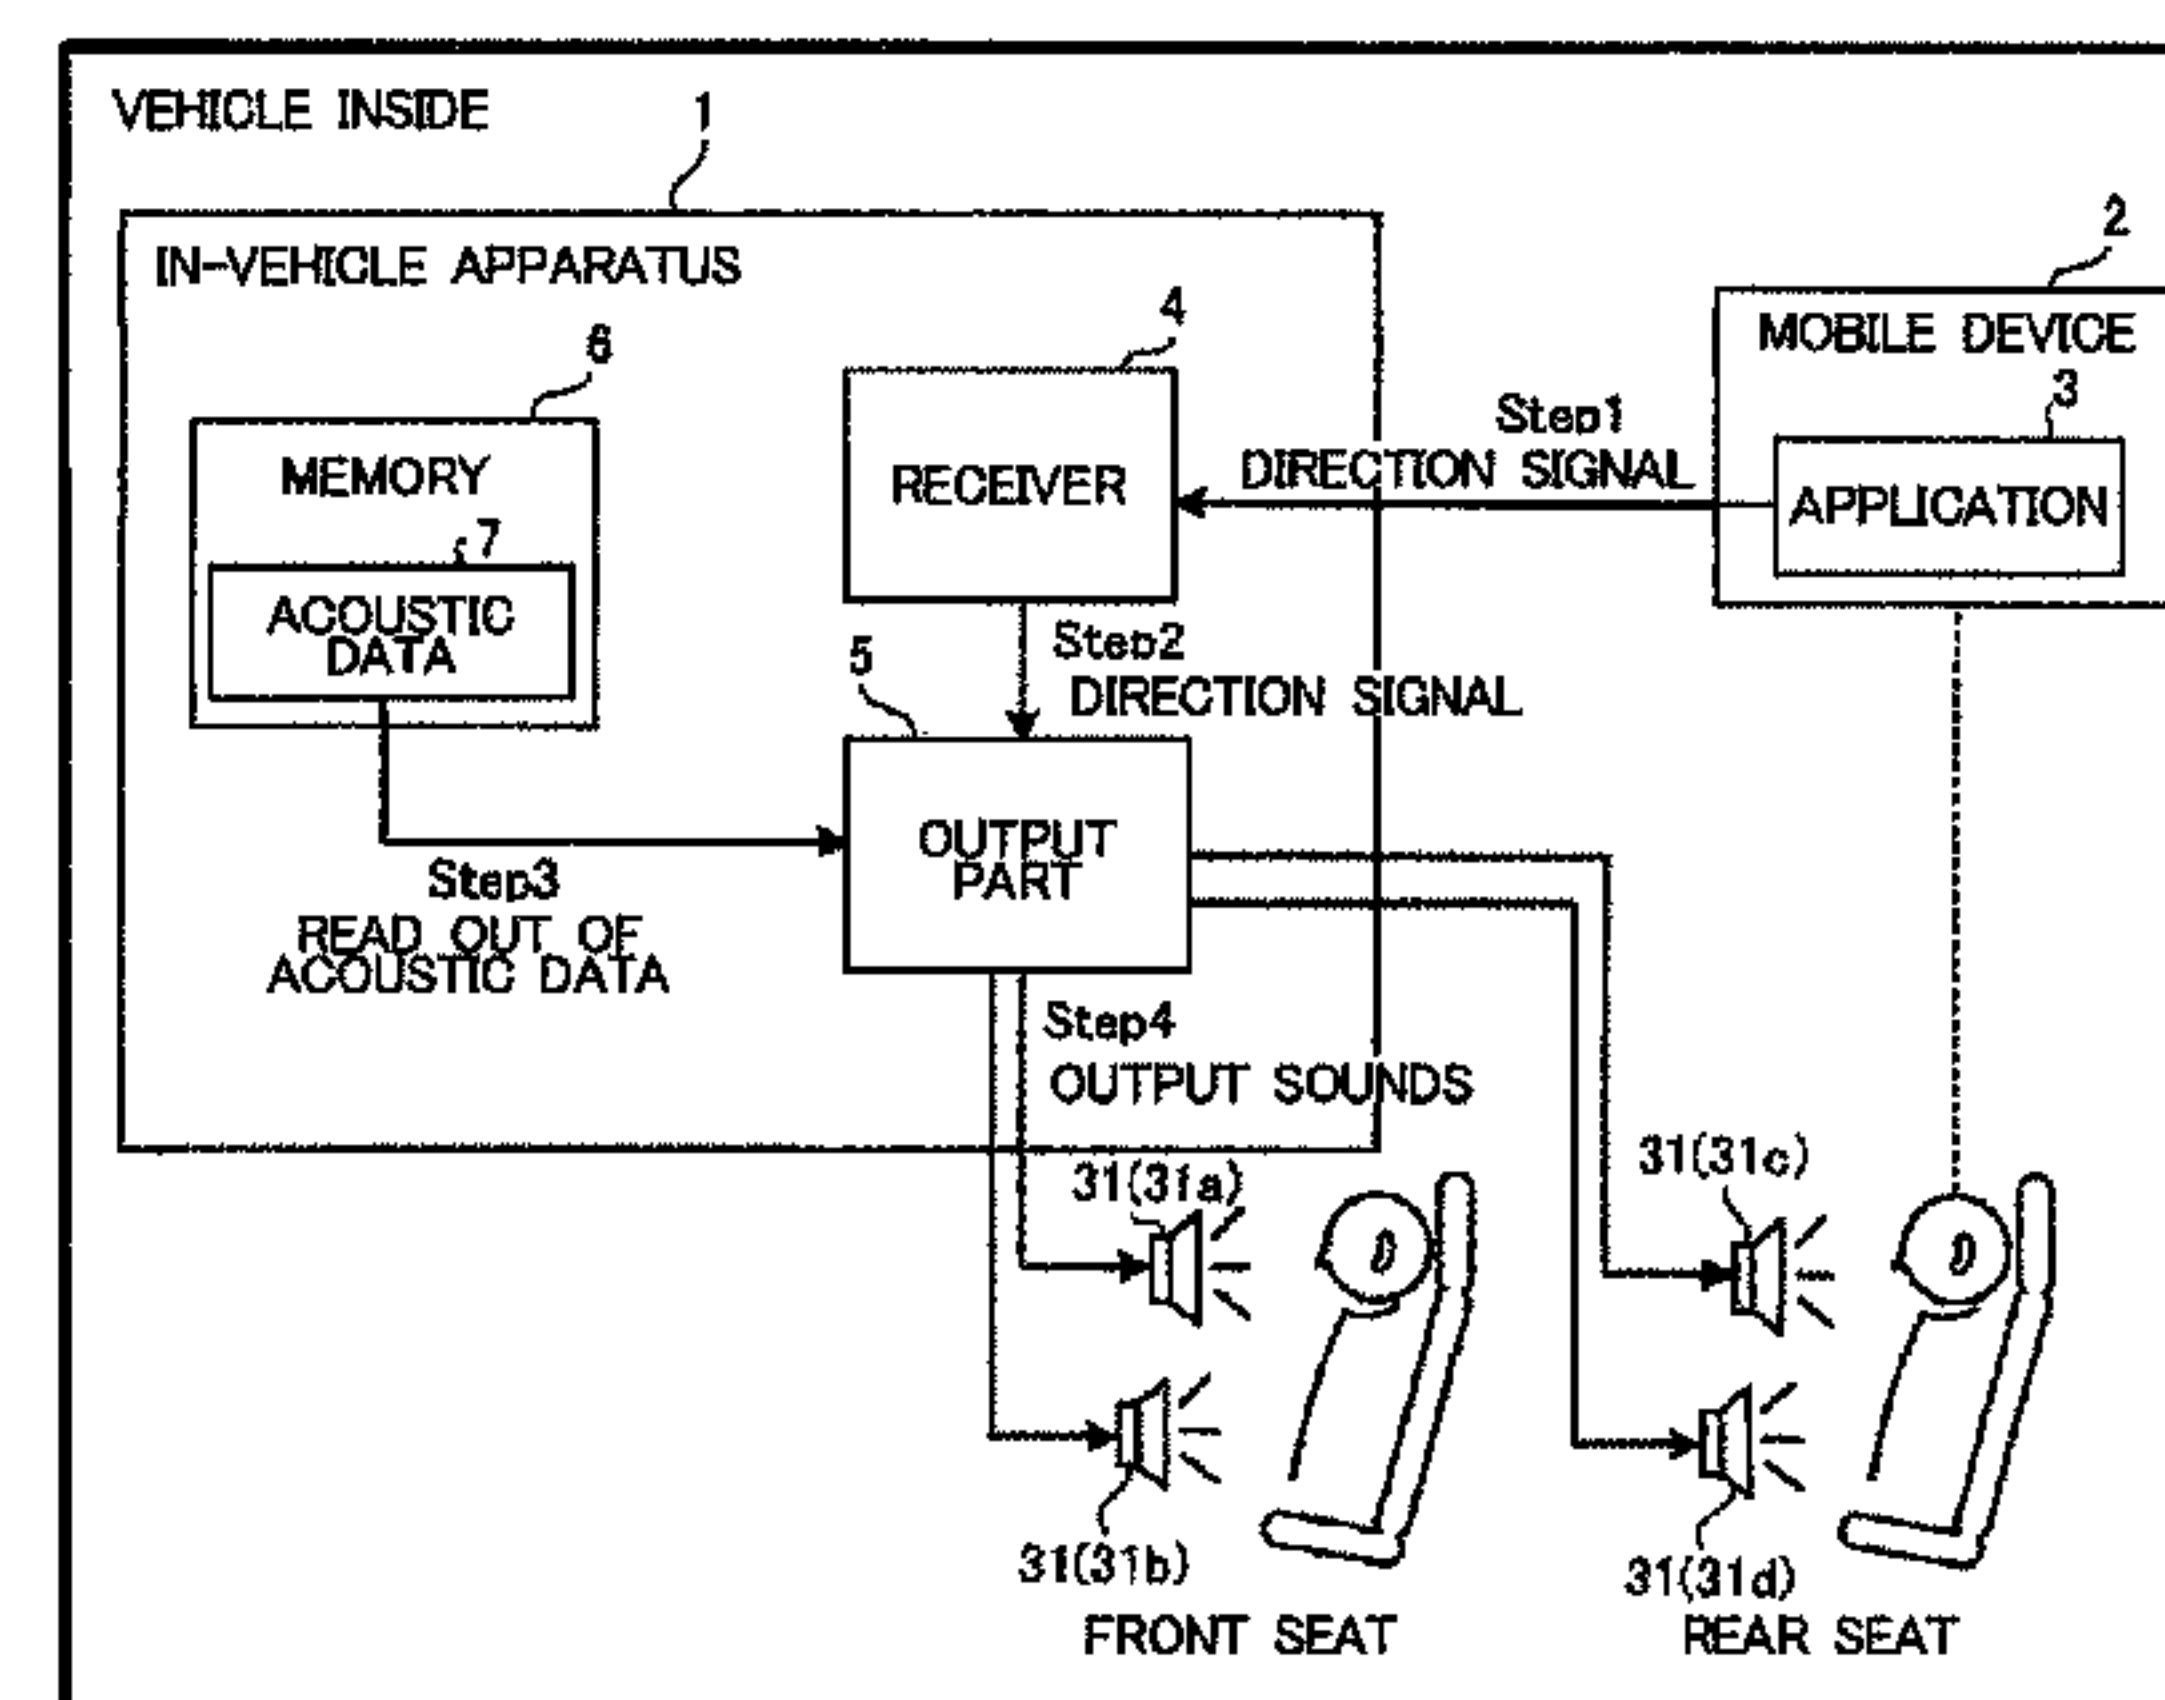 VEHICLE INSIDE
1
IN-VEHICLE APPARATUS
2
MOBILE DEVICE
3
APPLICATION
4
RECEIVER
Step1
DIRECTION SIGNAL
6
MEMORY
7
ACOUSTIC
DATA
Step2
DIRECTION SIGNAL
5
OUTPUT
PART
Step3
READ OUT OF
ACOUSTIC DATA
Step4
OUTPUT SOUNDS
31(31a)
31(31c)
31(31b)
31(31d)
FRONT SEAT
REAR SEAT